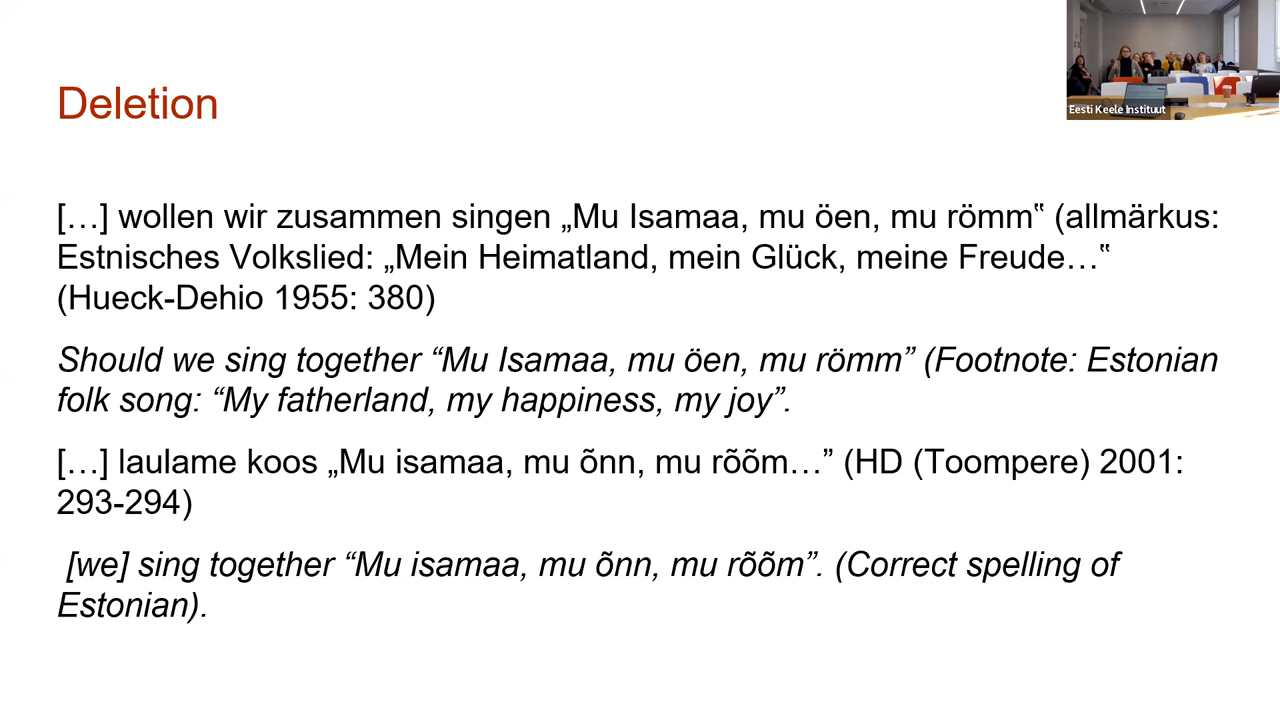 Eesti Keele Instituut
Deletion
[…] wollen wir zusammen singen „Mu Isamaa, mu öen, mu römm‟ (allmärkus:
Estnisches Volkslied: „Mein Heimatland, mein Glück, meine Freude…‟
(Hueck-Dehio 1955: 380)
Should we sing together “Mu Isamaa, mu öen, mu römm” (Footnote: Estonian
folk song: “My fatherland, my happiness, my joy”.
[…] laulame koos „Mu isamaa, mu õnn, mu rõõm…” (HD (Toompere) 2001:
293-294)
[we] sing together “Mu isamaa, mu õnn, mu rõõm”. (Correct spelling of
Estonian).